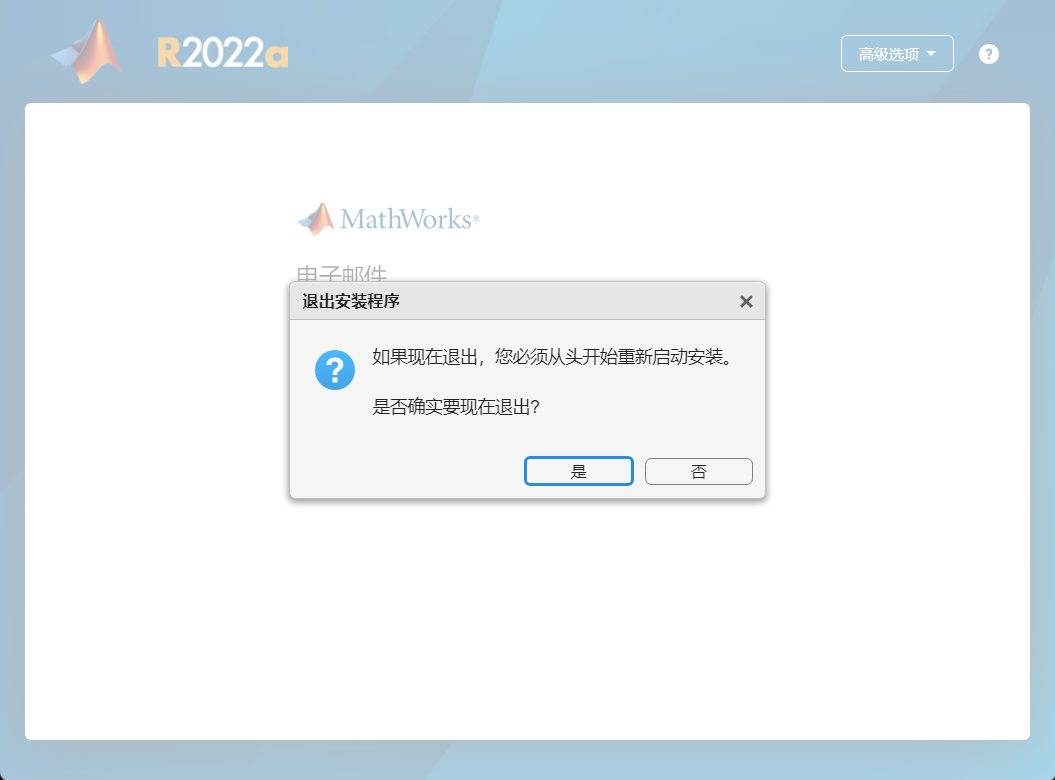 R2022a
高级选项
?
MathWorks®
电子邮件
退出安装程序
如果现在退出，您必须从头开始重新启动安装。
是否确实要现在退出?
是
否